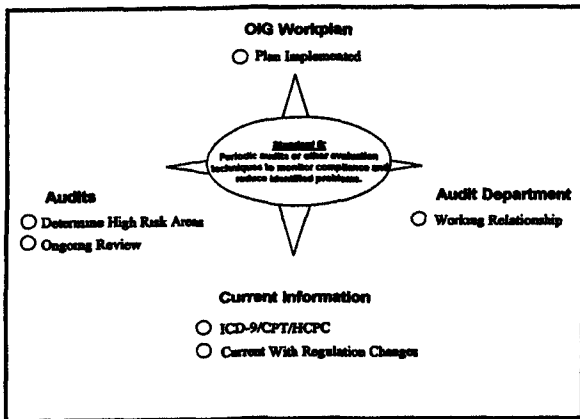 OIG Workplan
Plan Implemented
Periodic audits or other evaluation
techniques to monitor compliance and
reduce identified problems.
Audits
Determine High Risk Areas
Ongoing Review
Audit Department
Working Relationship
Current Information
ICD-9/CPT/HCPC
Current With Regulation Changes